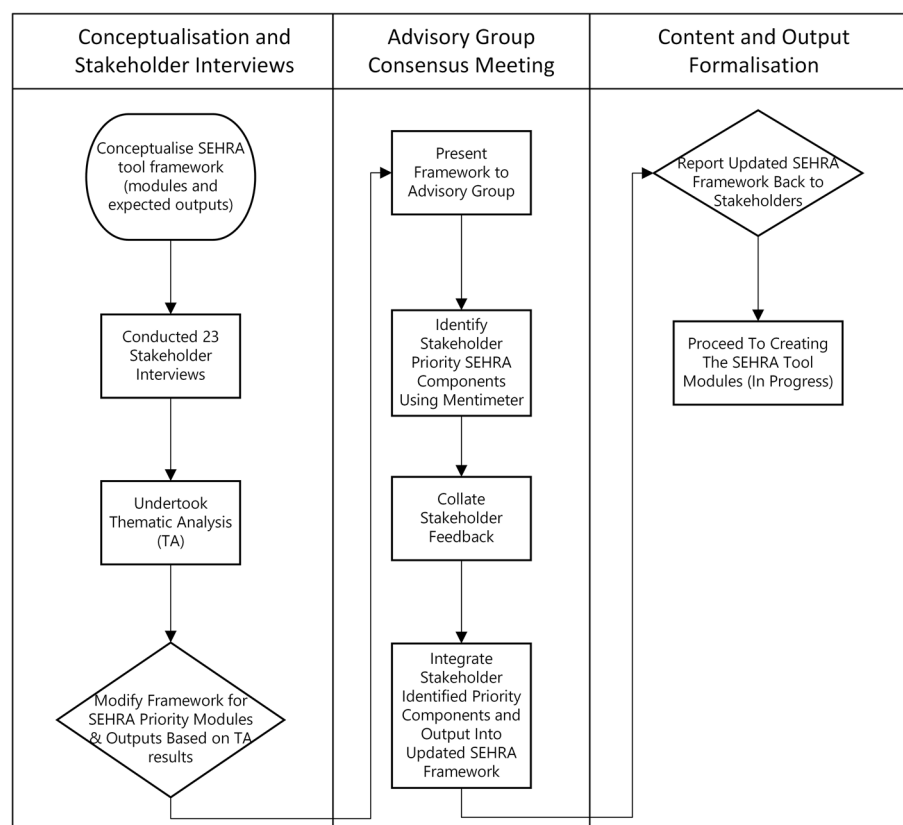 Conceptualisation and
Stakeholder Interviews
Conceptualise SEHRA
tool framework
(modules and
expected outputs)
Conducted 23
Stakeholder
Interviews
Undertook
Thematic Analysis
(TA)
Modify Framework for
SEHRA Priority Modules
& Outputs Based on TA
results
Advisory Group
Consensus Meeting
Present
Framework to
Advisory Group
Identify
Stakeholder
Priority SEHRA
Components
Using Mentimeter
Collate
Stakeholder
Feedback
Integrate
Stakeholder
Identified Priority
Components and
Output Into
Updated SEHRA
Framework
Content and Output
Formalisation
Report Updated SEHRA
Framework Back to
Stakeholders
Proceed To Creating
The SEHRA Tool
Modules (In Progress)